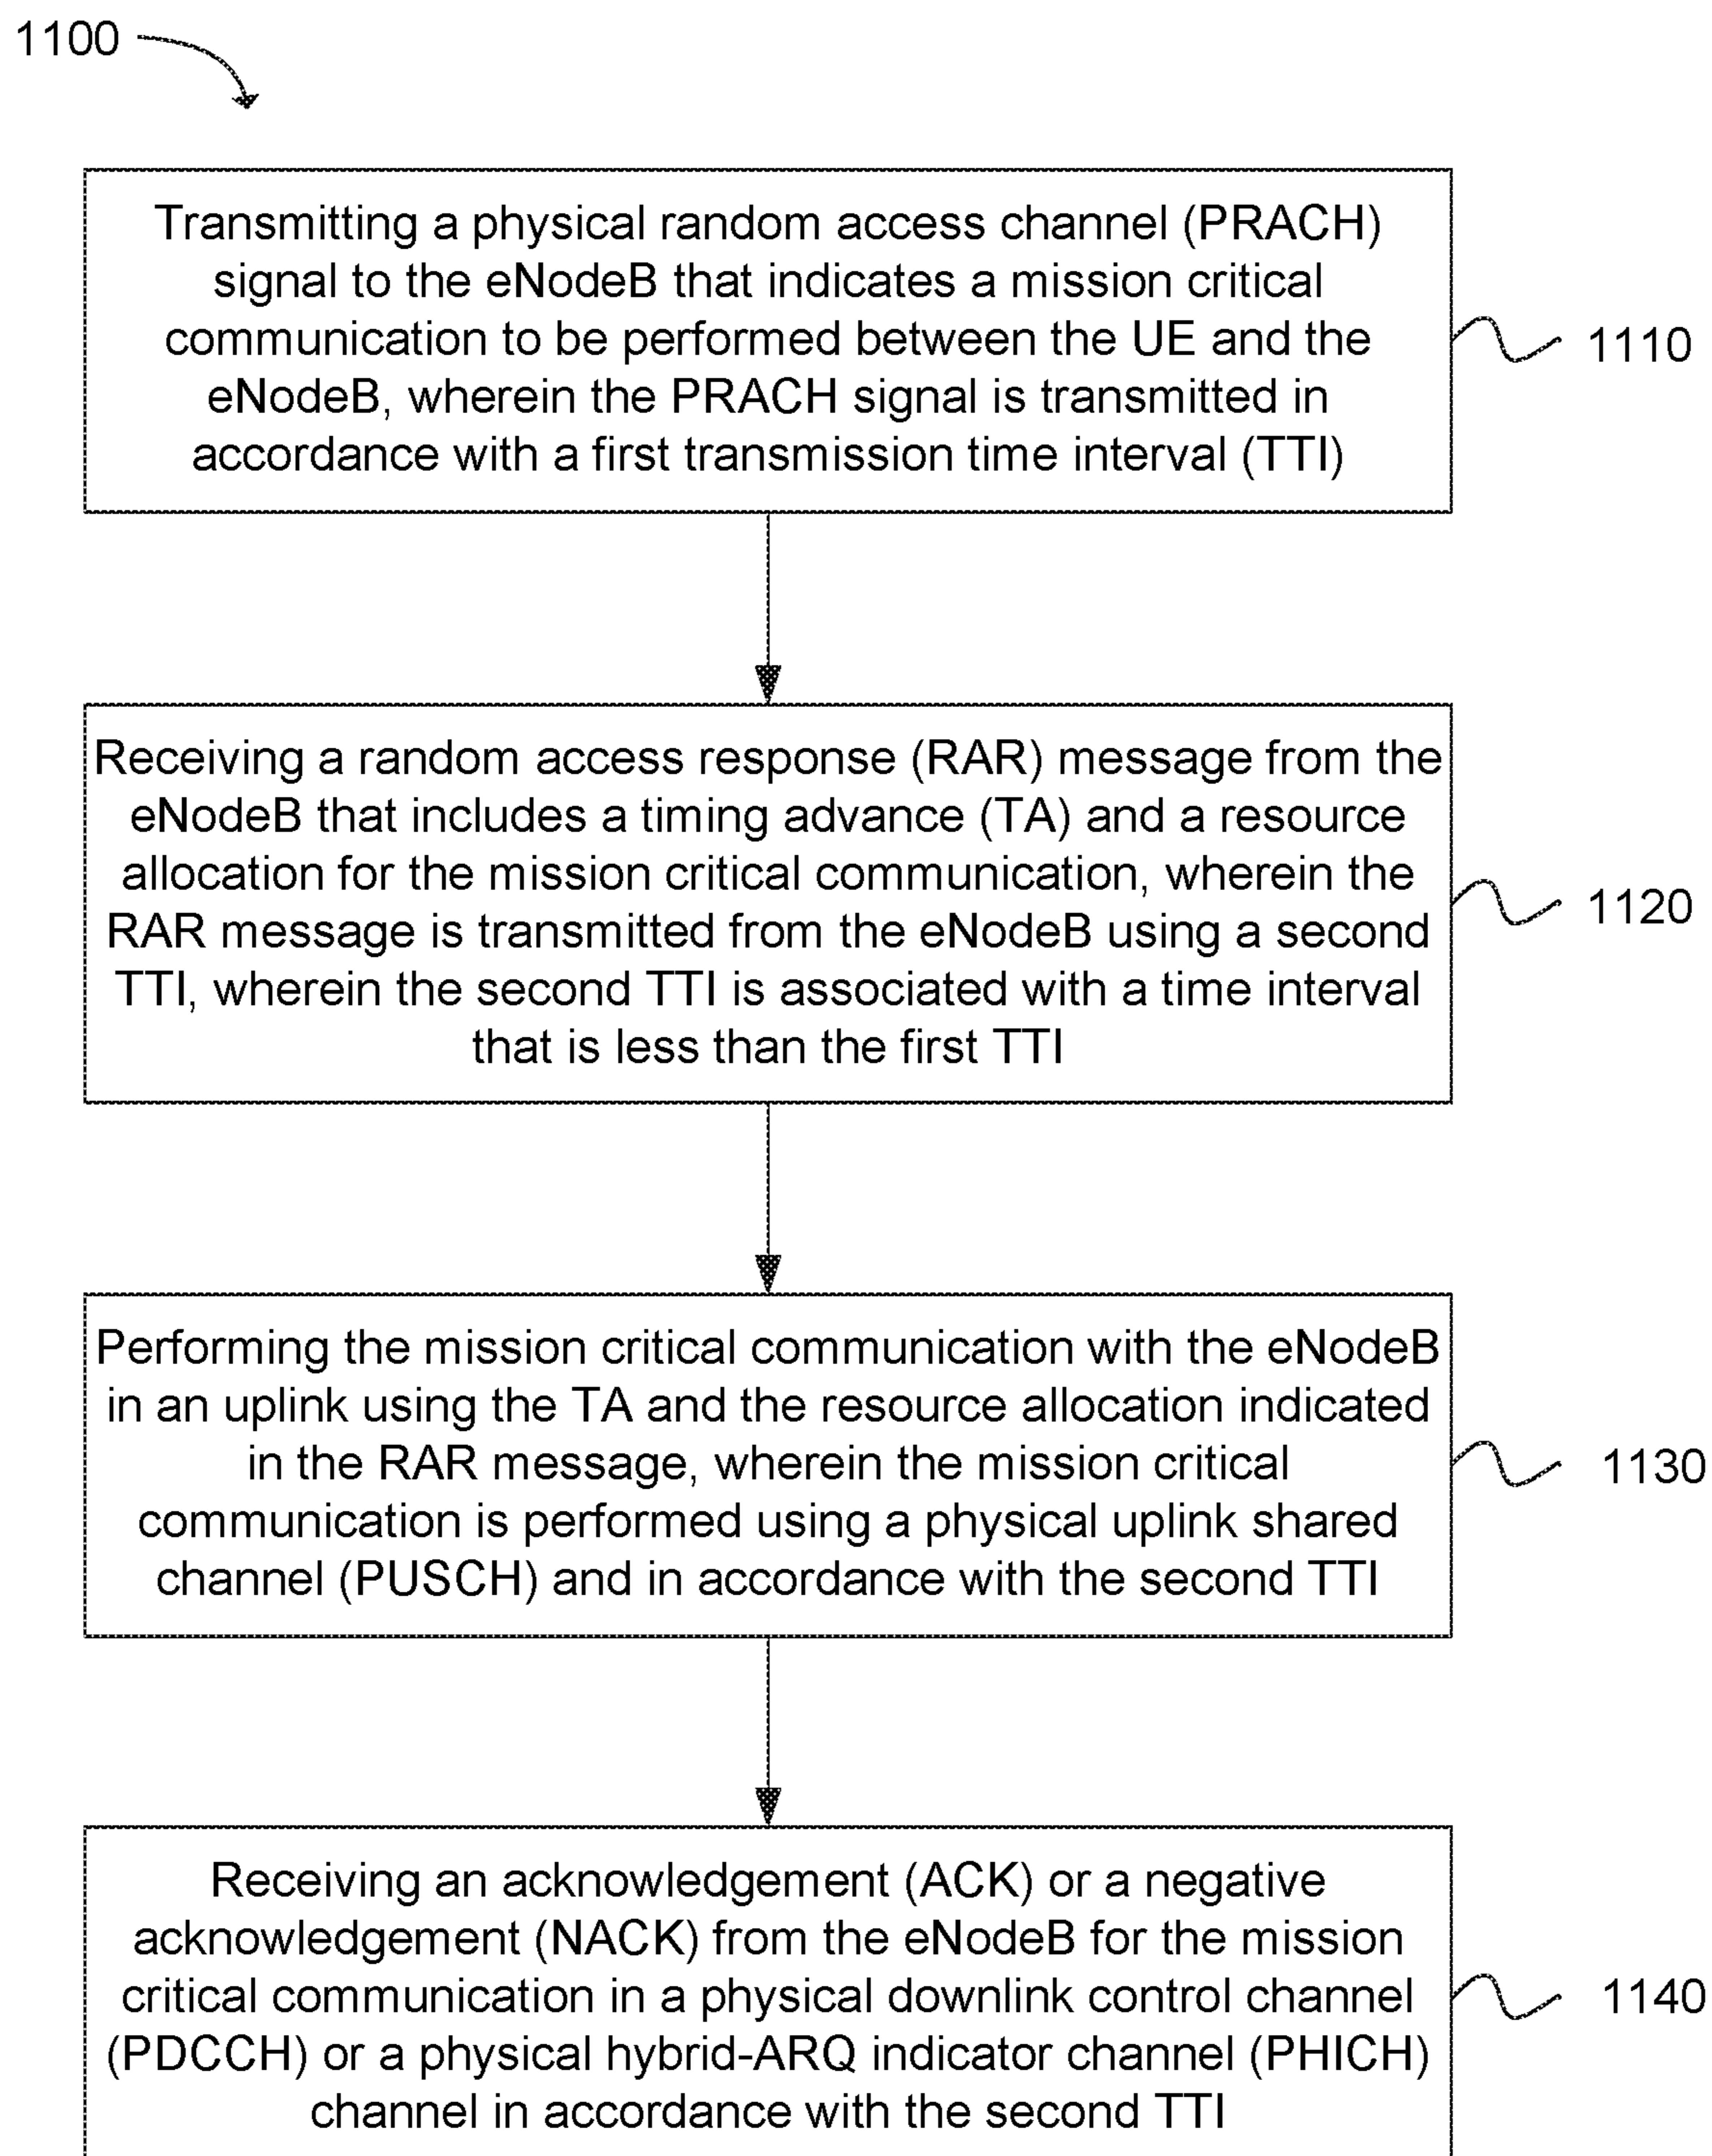 1100
Transmitting a physical random access channel (PRACH)
signal to the eNodeB that indicates a mission critical
communication to be performed between the UE and the
eNodeB, wherein the PRACH signal is transmitted in
accordance with a first transmission time interval (TTI)
1110
Receiving a random access response (RAR) message from the
eNodeB that includes a timing advance (TA) and a resource
allocation for the mission critical communication, wherein the
RAR message is transmitted from the eNodeB using a second
TTI, wherein the second TTI is associated with a time interval
that is less than the first TTI
1120
Performing the mission critical communication with the eNodeB
in an uplink using the TA and the resource allocation indicated
in the RAR message, wherein the mission critical
communication is performed using a physical uplink shared
channel (PUSCH) and in accordance with the second TTI
1130
Receiving an acknowledgement (ACK) or a negative
acknowledgement (NACK) from the eNodeB for the mission
critical communication in a physical downlink control channel
(PDCCH) or a physical hybrid-ARQ indicator channel (PHICH)
channel in accordance with the second TTI
1140